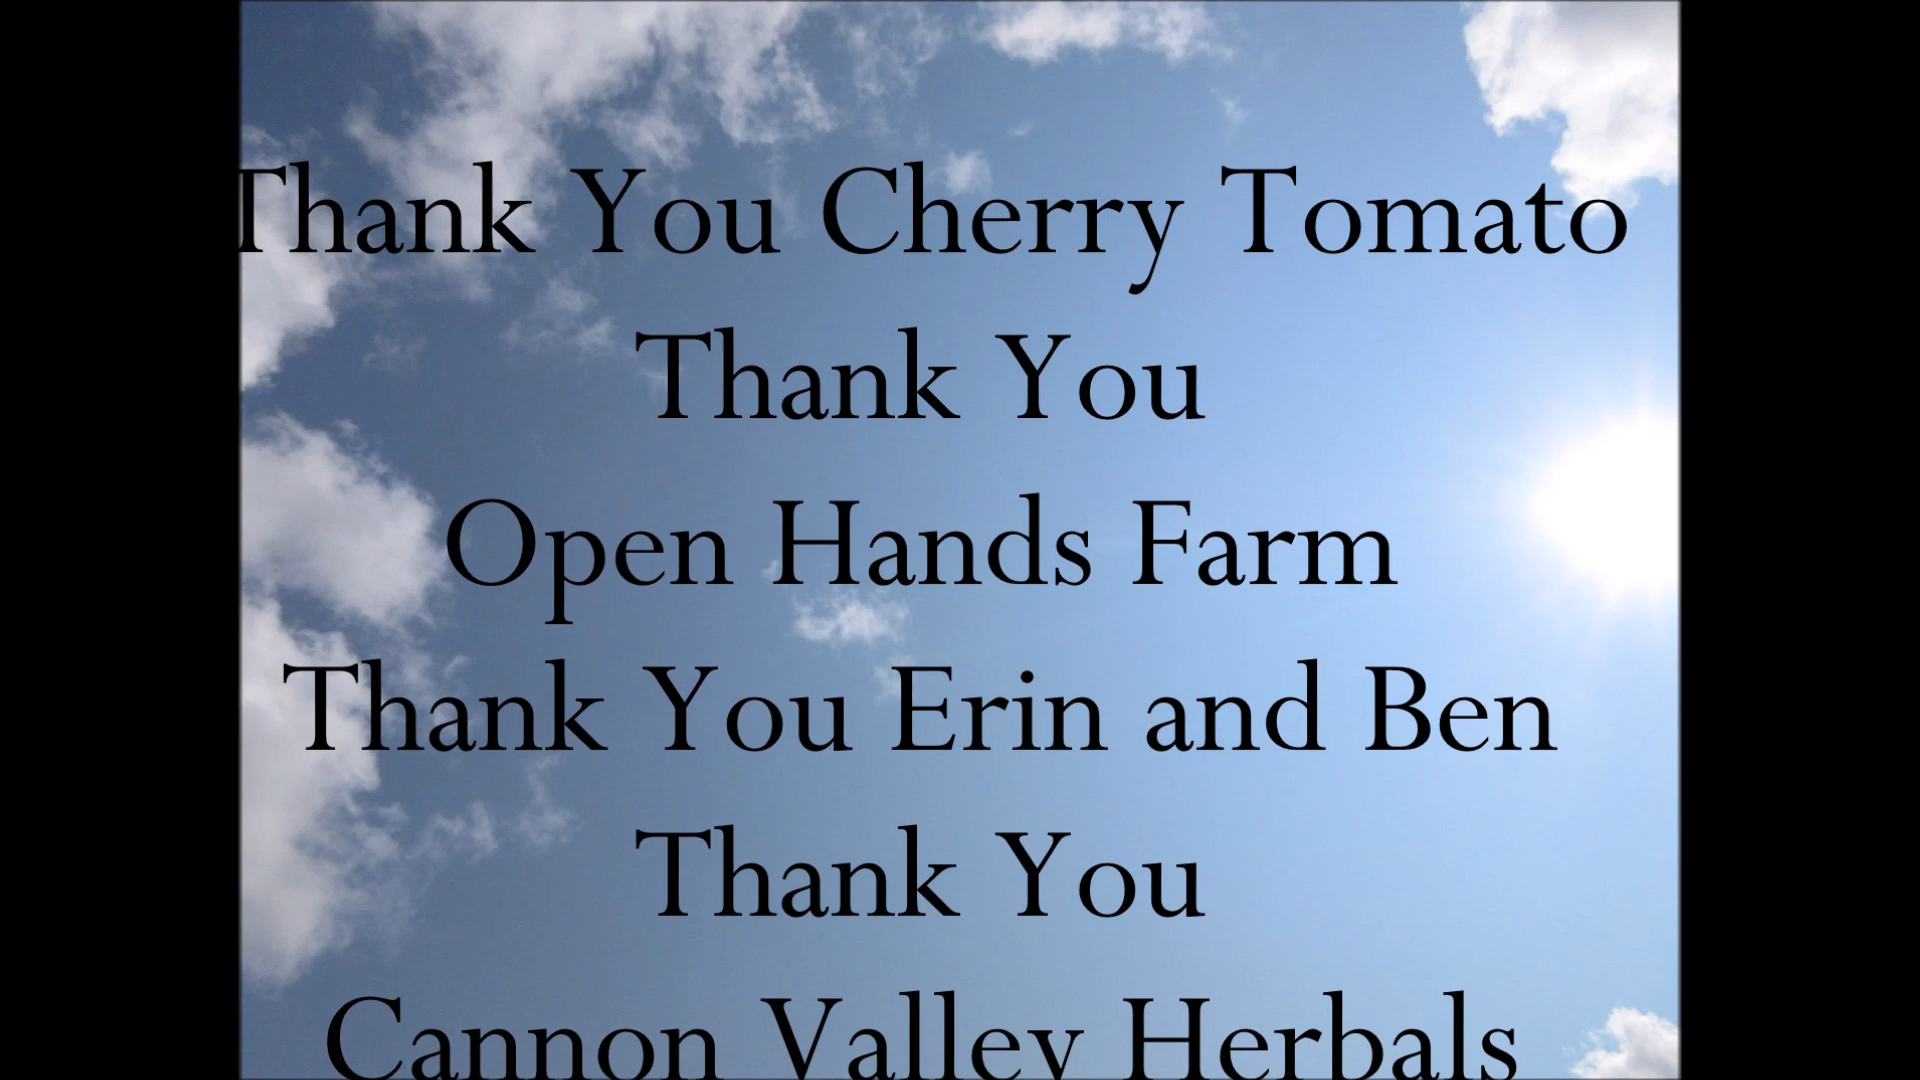 Thank You Cherry Tomato
Thank You
Open Hands Farm
Thank You Erin and Ben
Thank You
Cannon Valley Herbals